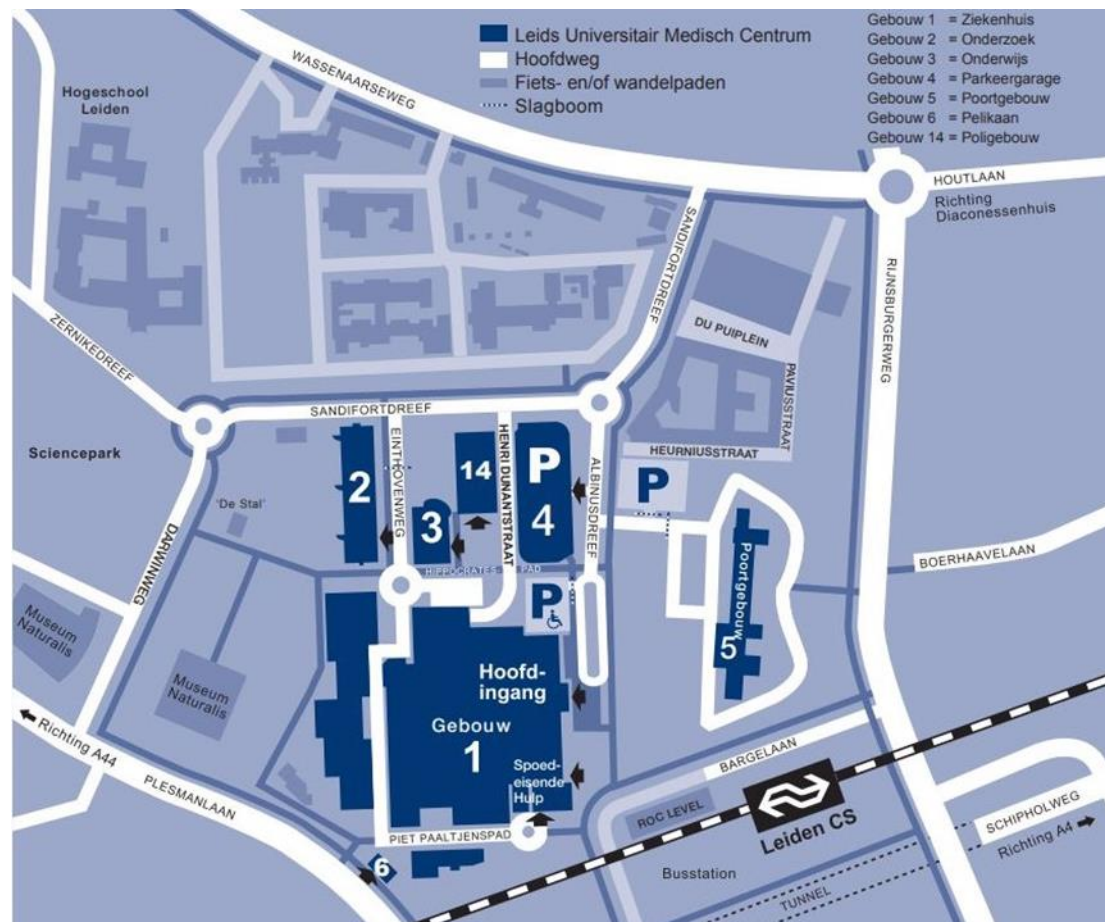 Leids Universitair Medisch Centrum
Hoofdweg
Fiets- en/of wandelpaden
Slagboom
Gebouw 1 = Ziekenhuis
Gebouw 2 = Onderzoek
Gebouw 3 = Onderwijs
Gebouw 4 = Parkeergarage
Gebouw 5 = Poortgebouw
Gebouw 6 = Pelikaan
Gebouw 14 = Poligebouw
WASSENAARSEWEG
Hogeschool
Leiden
HOUTLAAN
Richting
Diaconessenhuis
SANDIFORTDREEF
RIJNSBURGERWEG
DU PUIPLEIN
PAVIUSSTRAAT
ZERNIKEDREEF
SANDIFORTDREEF
HEURNIUSSTRAAT
Sciencepark
EINTHOVENWEG
HENRI DUNANTSTRAAT
ALBINUSDREEF
P
4
P
14
2
3
'De Stal'
DARWINWEG
HIPPOCRATES PAD
P
Poortgebouw
5
BOERHAAVELAAN
Museum
Naturalis
Museum
Naturalis
Hoofd-
ingang
Gebouw
1
Spoed-
eisende
Hulp
Richting A44
PLESMANLAAN
BARGELAAN
ROC LEVEL
Leiden CS
SCHIPHOLWEG
Richting A4
PIET PAALTJENSPAD
6
Busstation
TUNNEL